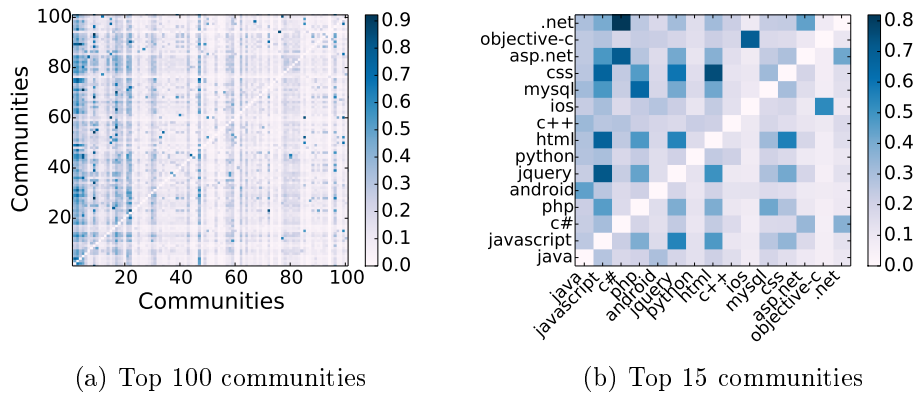 100
80
60
40
20
Communities
20
40
60
80
100
Communities
0.9
0.8
0.7
0.6
0.5
0.4
0.3
0.2
0.1
0.0
(a) Top 100 communities
.net
objective-c
asp.net
css
mysql
ios
c++
html
python
jquery
android
php
c#
javascript
java
java
javascript
c#
php
android
jquery
python
html
c++
ios
mysql
css
asp.net
objective-c
.net
0.8
0.7
0.6
0.5
0.4
0.3
0.2
0.1
0.0
(b) Top 15 communities